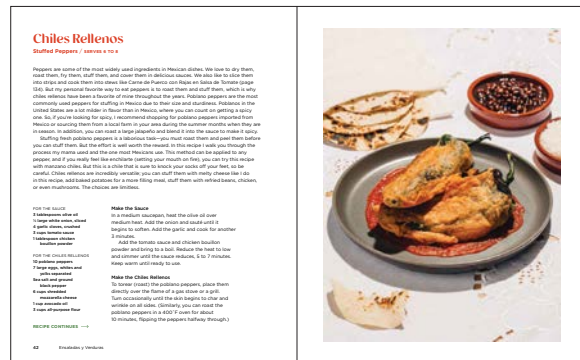 Chiles Rellenos
Stuffed Peppers / SERVES 4 TO 5
Peppers are some of the most widely used ingredients in Mexican dishes. We love to dry them,
roast them, fry them, stuff them, and cover them in delicious sauces. We also like to slice them
into strips and cook them into stews like Carne de Puerco con Rajas en Salsa de Tomate (page
134). But my personal favorite way to eat peppers is to roast them and stuff them, which is why
chiles rellenos have been a favorite of mine throughout the years. Poblano peppers are the most
commonly used peppers for stuffing in Mexico due to their size and sturdiness. Poblanos in the
United States are a lot milder in flavor than in Mexico, where you can count on getting a spicy
one. So, if you're looking for spicy, I recommend shopping for poblano peppers imported from
Mexico or sourcing them from a local farm in your area during the summer months when they are
in season. In addition, you can roast a large jalapeño and blend it into the sauce to make it spicy.
Stuffing fresh poblano peppers is a laborious task—you must roast them and peel them before
you can stuff them. But the effort is well worth the reward. In this recipe I walk you through the
process my mama used and the one most Mexicans use. This method can be applied to any
pepper, and if you really feel like enchilarte (setting your mouth on fire), you can try this recipe
with manzano chiles. But this is a chile that is sure to knock your socks off your feet, so be
careful. Chiles rellenos are incredibly versatile; you can stuff them with melty cheese like I do
in this recipe, add baked potatoes for a more filling meal, stuff them with refried beans, chicken,
or even mushrooms. The choices are limitless.
FOR THE SAUCE
3 tablespoons olive oil
½ large white onion, sliced
2 garlic cloves, crushed
3 cups tomato sauce
1 tablespoon chicken
bouillon powder
FOR THE CHILES RELLENOS
10 poblano peppers
7 large eggs, whites and
yolks separated
Sea salt and ground
black pepper
6 cups shredded
mozzarella cheese
1 cup avocado oil
3 cups all-purpose flour
RECIPE CONTINUES →
Make the Sauce
In a medium saucepan, heat the olive oil over
medium heat. Add the onion and sauté until it
begins to soften. Add the garlic and cook for another
3 minutes.
Add the tomato sauce and chicken bouillon
powder and bring to a boil. Reduce the heat to low
and simmer until the sauce reduces, 5 to 7 minutes.
Keep warm until ready to use.
Make the Chiles Rellenos
To torear (roast) the poblano peppers, place them
directly over the flame of a gas stove or a grill.
Turn occasionally until the skin begins to char and
wrinkle on all sides. (Similarly, you can roast the
poblano peppers in a 400°F oven for about
10 minutes, flipping the peppers halfway through.)
42 Ensaladas y Verduras